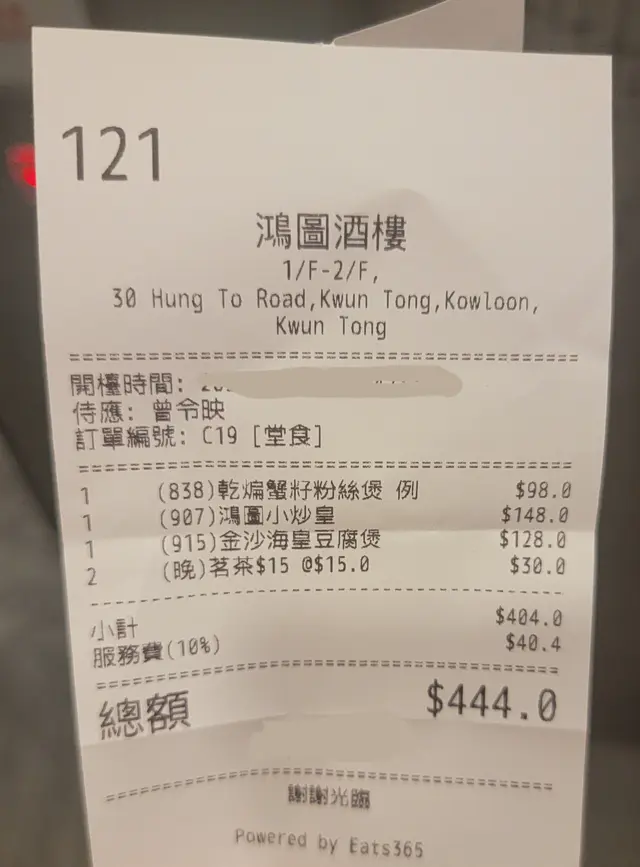 121
鴻圖酒樓
1/F-2/F,
30 Hung To Road,Kwun Tong,Kowloon,
Kwun Tong
開檯時間:
侍應: 曾令映
訂單編號: C19 [堂食]
1 (838)乾煸蟹籽粉絲煲 例 $98.0
1 (907)鴻圖小炒皇 $148.0
1 (915)金沙海皇豆腐煲 $128.0
2 (晚)茗茶$15 @$15.0 $30.0
小計 $404.0
服務費(10%) $40.4
總額 $444.0
謝謝光臨
Powered by Eats365